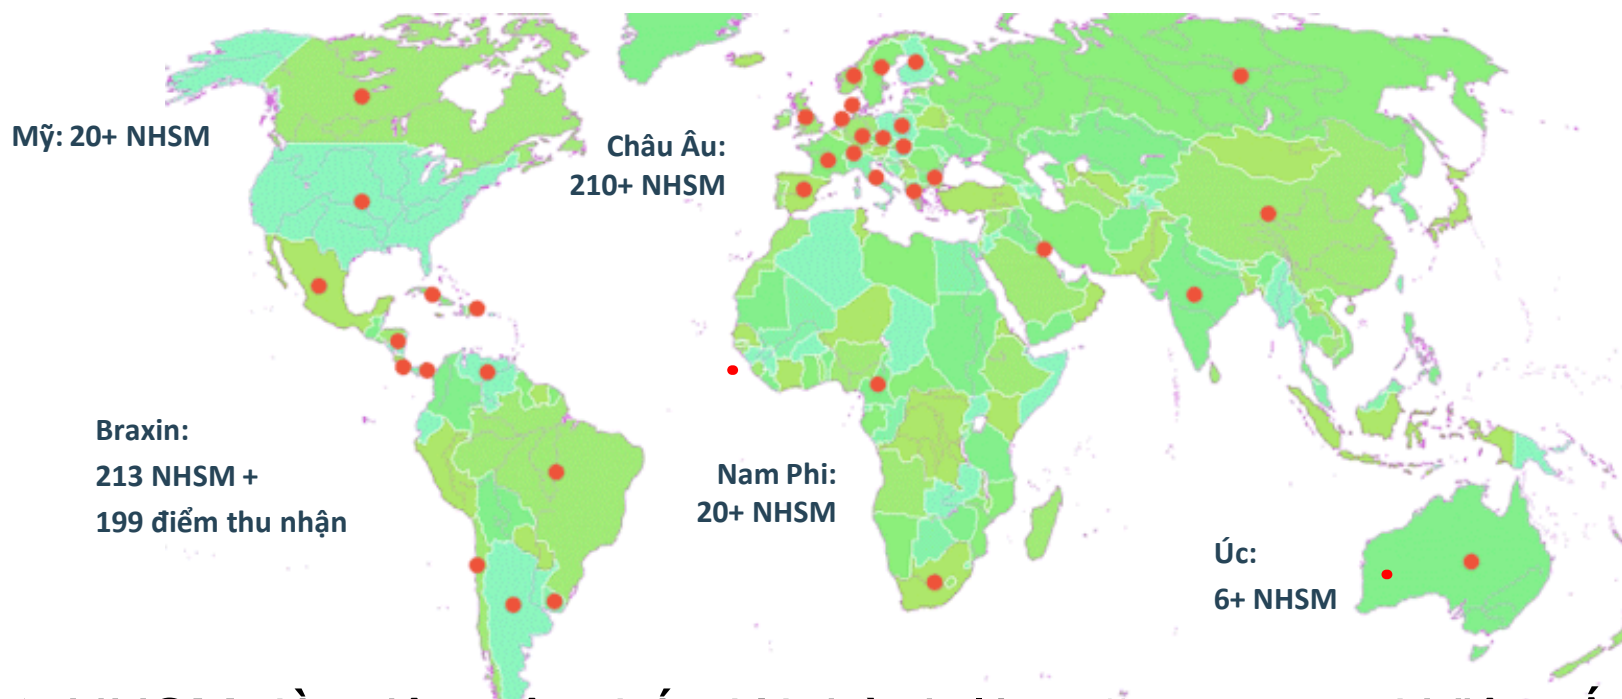 Mỹ: 20+ NHSM
Châu Âu:
210+ NHSM
Braxin:
213 NHSM +
199 điểm thu nhận
Nam Phi:
20+ NHSM
Úc:
6+ NHSM